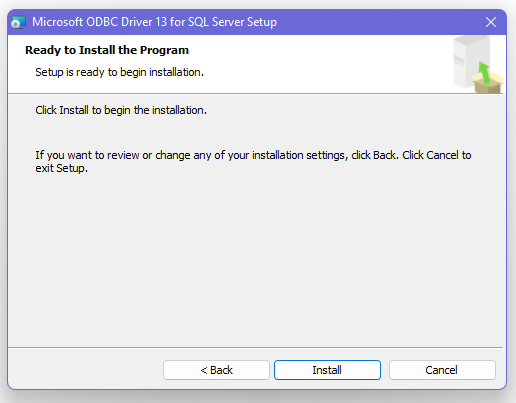 Microsoft ODBC Driver 13 for SQL Server Setup
Ready to Install the Program
Setup is ready to begin installation.
Click Install to begin the installation.
If you want to review or change any of your installation settings, click Back. Click Cancel to
exit Setup.
< Back
Install
Cancel